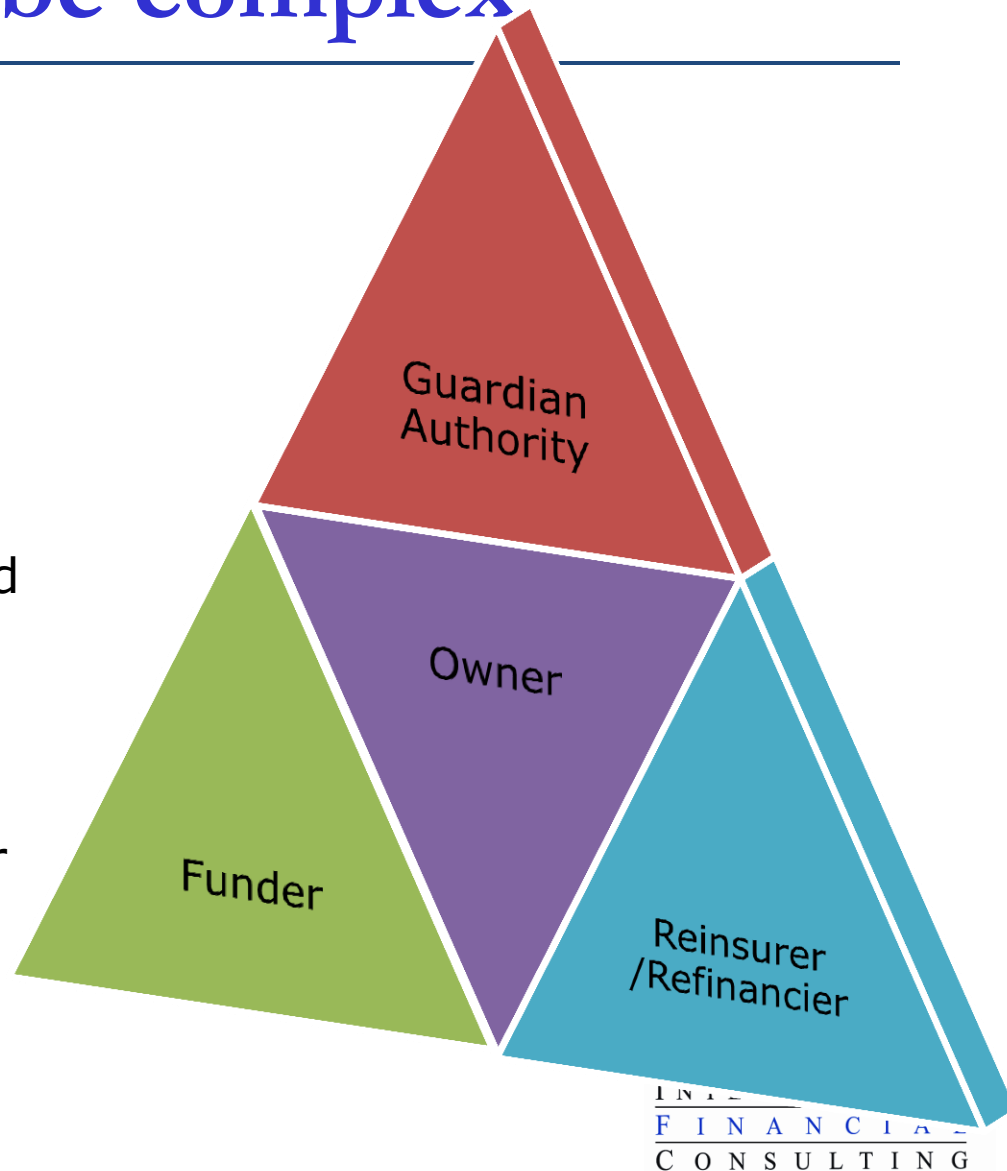 be complex
Guardian
Authority
d
Owner
r
Funder
Reinsurer
/Refinancier
FINANCIAL
CONSULTING